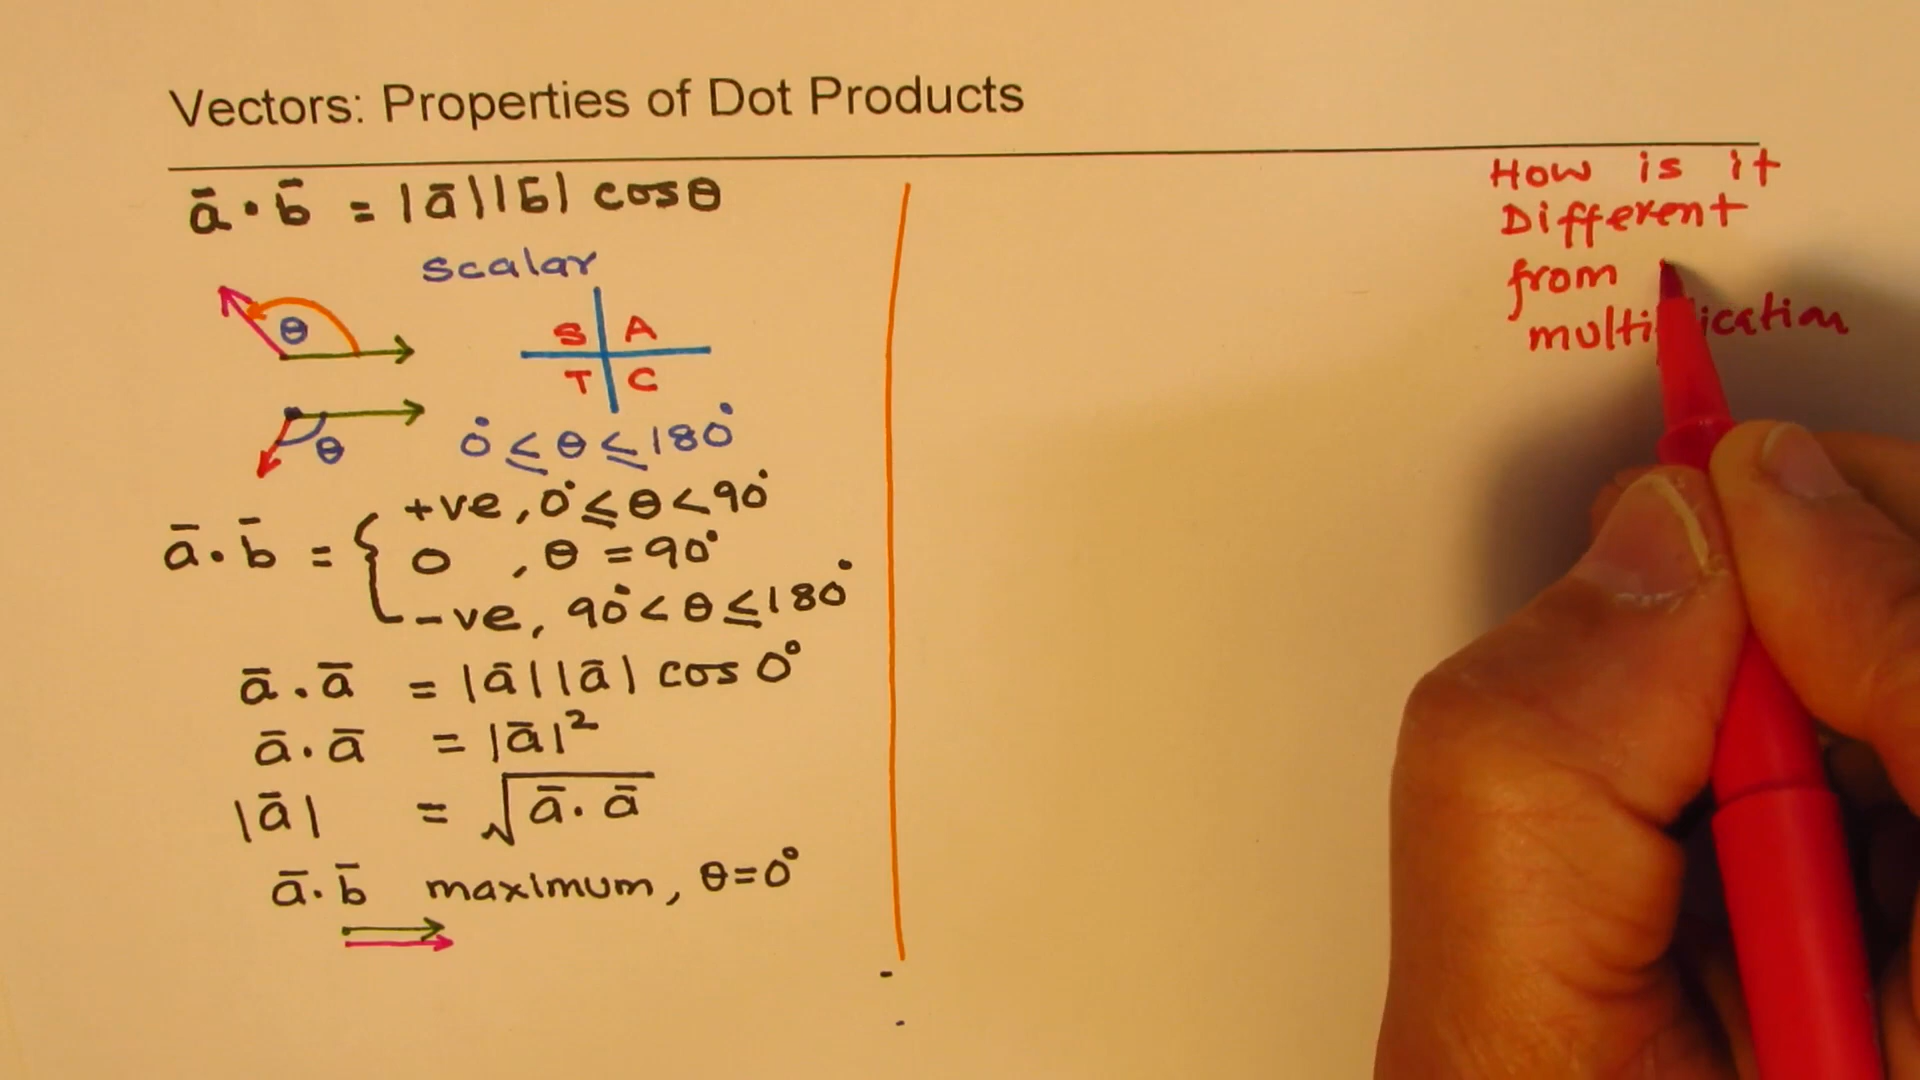 Vectors: Properties of Dot Products
ā · b̄ = |ā||b̄| cosθ
scalar
θ
S A
T C
θ
0° ≤ θ ≤ 180°
ā · b̄ = { +ve, 0° ≤ θ < 90°
0 , θ = 90°
-ve, 90° < θ ≤ 180°
ā · ā = |ā||ā| cos 0°
ā · ā = |ā|²
|ā| = √ā · ā
ā · b̄ maximum, θ = 0°
How is it
Different
from